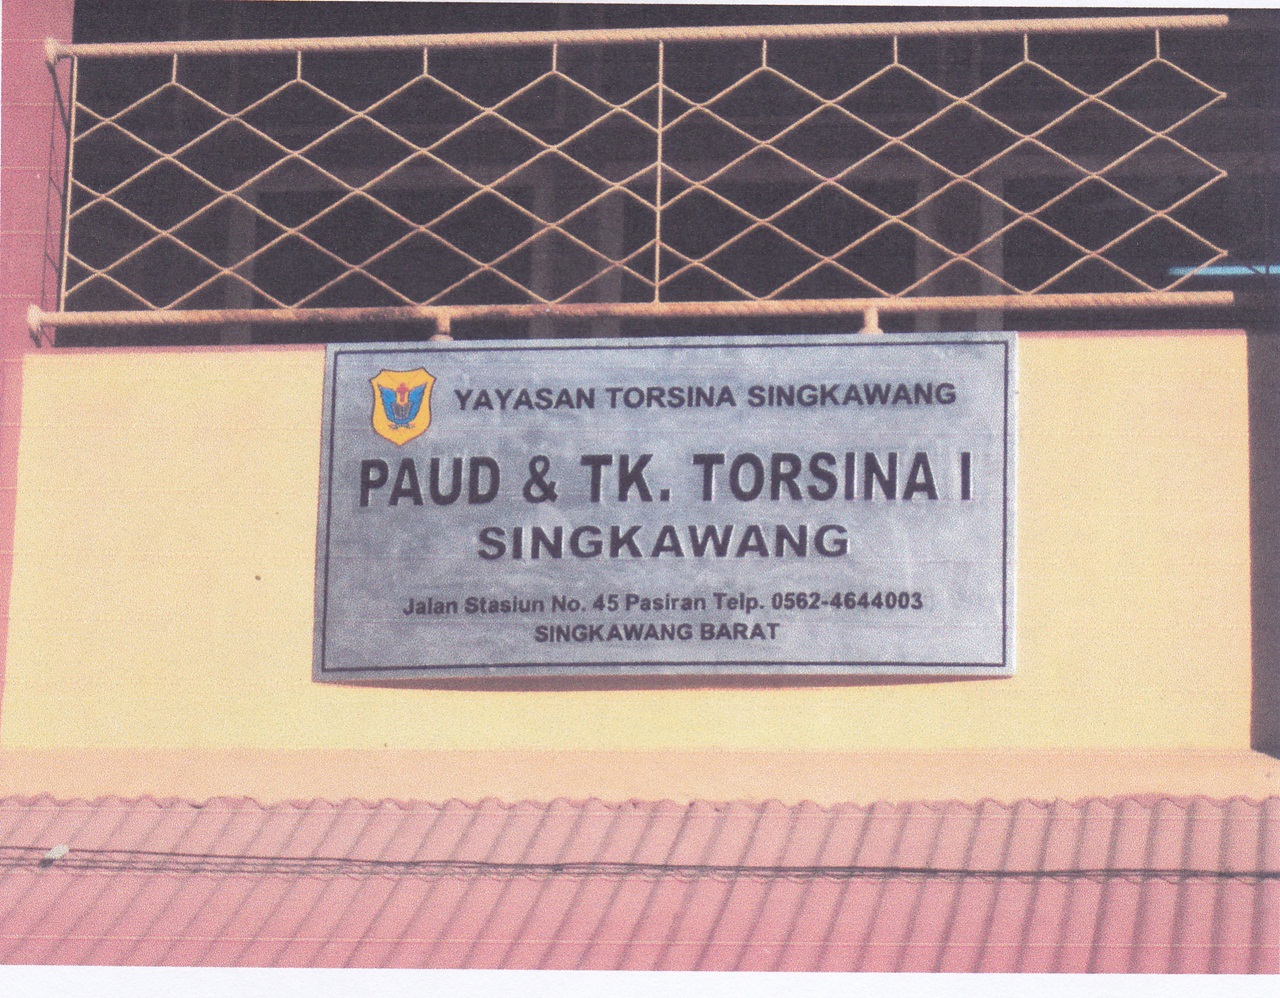 YAYASAN TORSINA SINGKAWANG
PAUD & TK. TORSINA I
SINGKAWANG
Jalan Stasiun No. 45 Pasiran Telp. 0562-4644003
SINGKAWANG BARAT